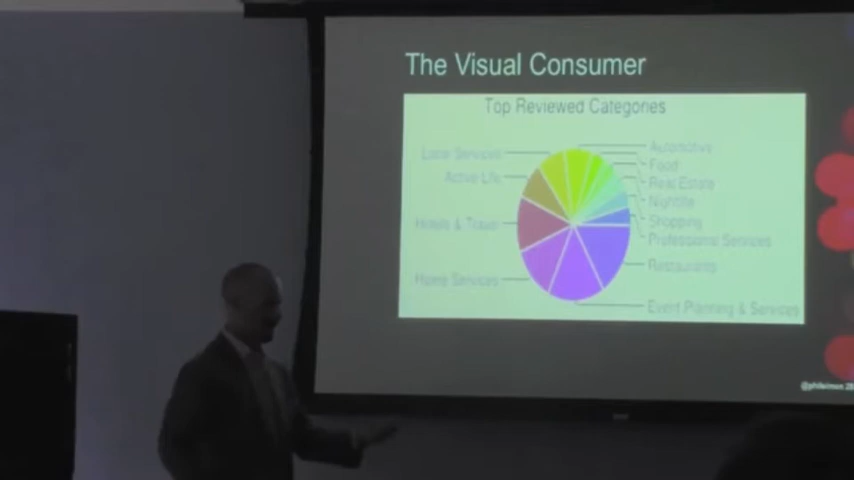 The Visual Consumer
Top Reviewed Categories
Local Services
Active Life
Hotels & Travel
Home Services
Automotive
Food
Real Estate
Nightlife
Shopping
Professional Services
Restaurants
Event Planning & Services